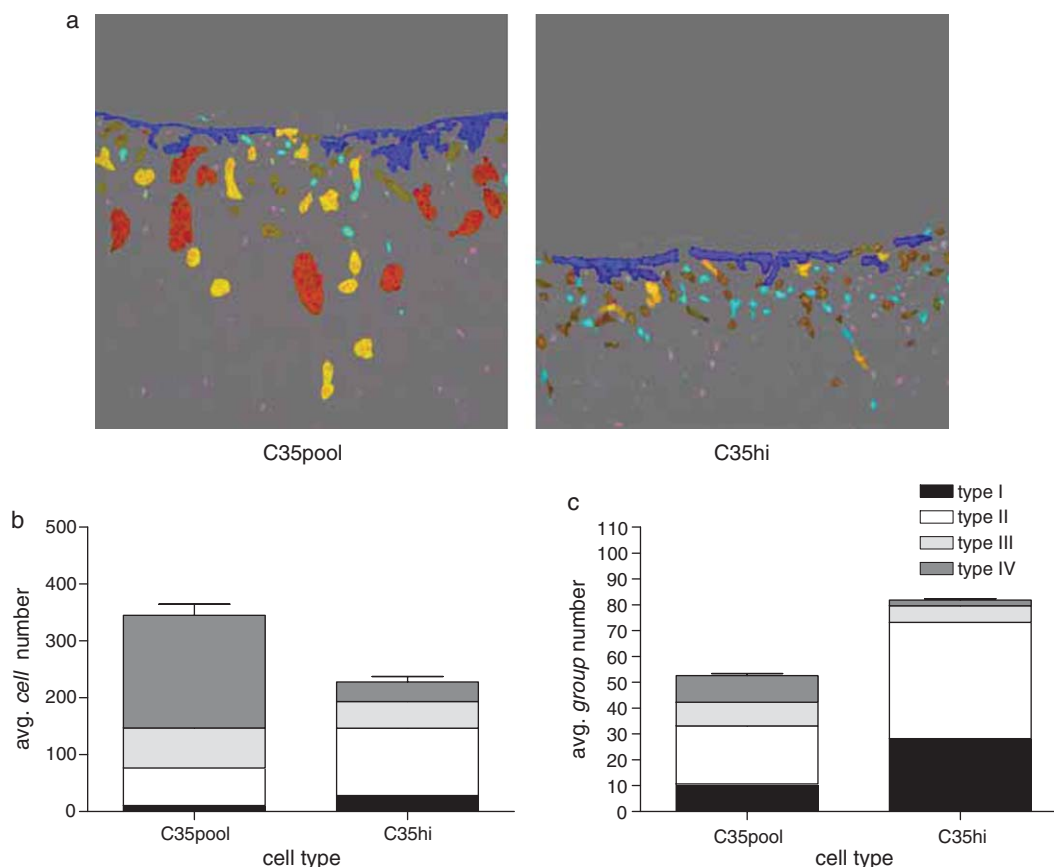 a
C35pool
C35hi
b
500
400
300
200
100
0
avg. cell number
C35pool
C35hi
cell type
c
type I
type II
type III
type IV
110
100
90
80
70
60
50
40
30
20
10
0
avg. group number
C35pool
C35hi
cell type